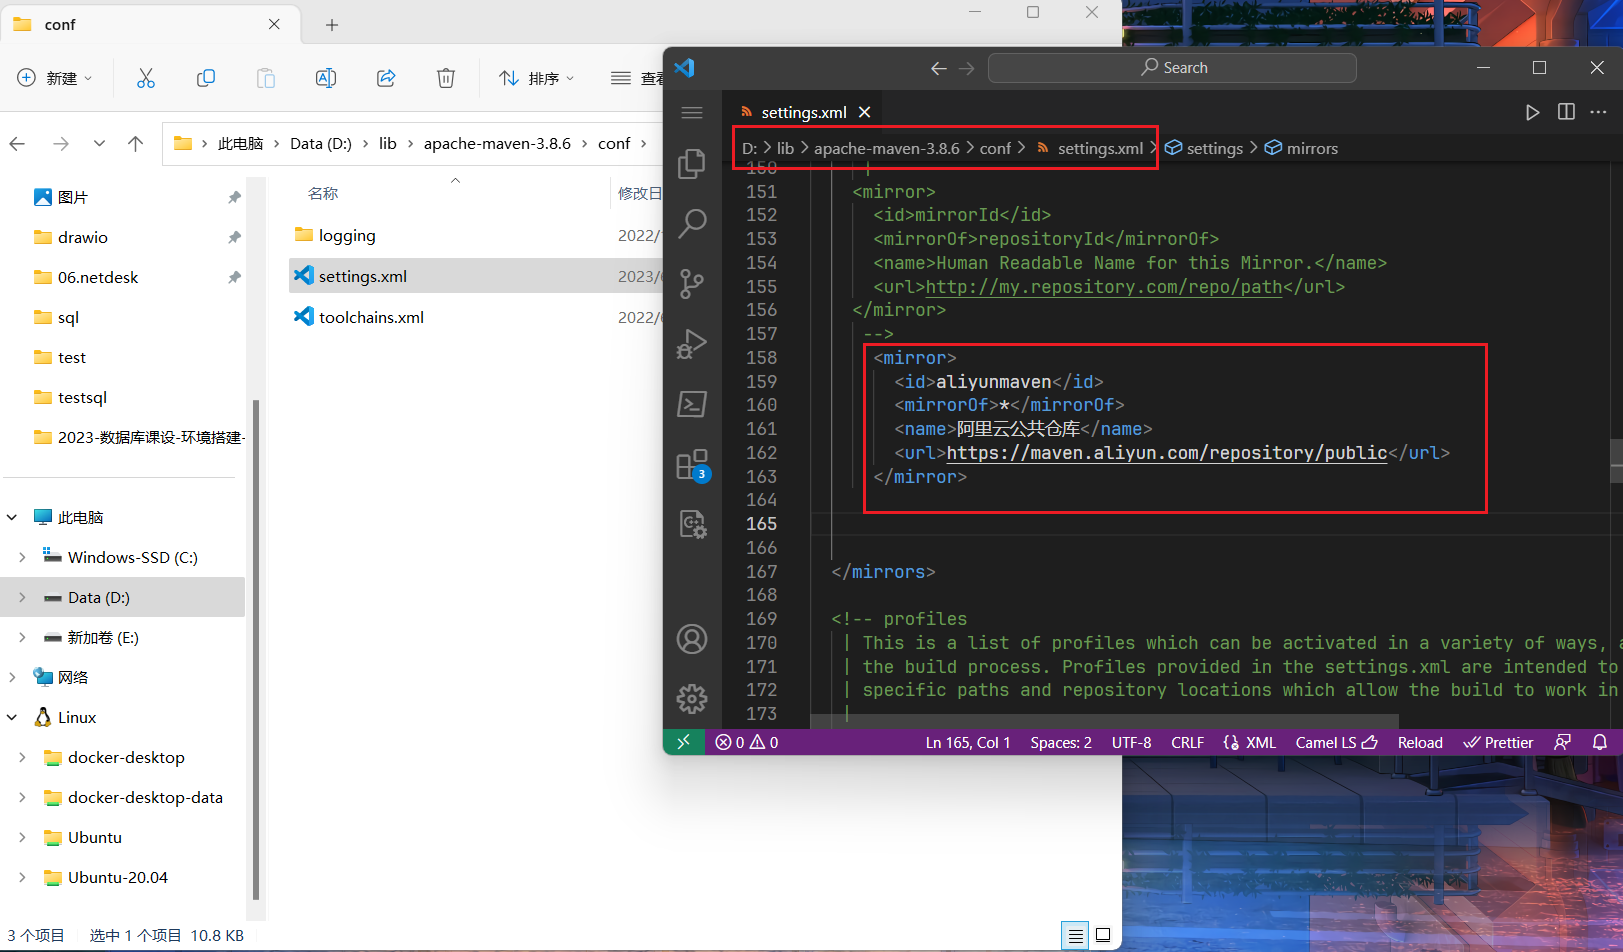 conf
新建
排序
查看
此电脑 Data (D:) lib apache-maven-3.8.6 conf
图片
drawio
06.netdesk
sql
test
testsql
2023-数据库课设-环境搭建-
此电脑
Windows-SSD (C:)
Data (D:)
新加卷 (E:)
网络
Linux
docker-desktop
docker-desktop-data
Ubuntu
Ubuntu-20.04
名称 修改日
logging 2022/
settings.xml 2023/
toolchains.xml 2022/
3 个项目 选中 1 个项目 10.8 KB
Search
settings.xml
D: lib apache-maven-3.8.6 conf settings.xml settings mirrors
3
150 |
151 <mirror>
152 <id>mirrorId</id>
153 <mirrorOf>repositoryId</mirrorOf>
154 <name>Human Readable Name for this Mirror.</name>
155 <url>http://my.repository.com/repo/path</url>
156 </mirror>
157 -->
158 <mirror>
159 <id>aliyunmaven</id>
160 <mirrorOf>*</mirrorOf>
161 <name>阿里云公共仓库</name>
162 <url>https://maven.aliyun.com/repository/public</url>
163 </mirror>
164
165
166
167 </mirrors>
168
169 <!-- profiles
170 | This is a list of profiles which can be activated in a variety of ways, a
171 | the build process. Profiles provided in the settings.xml are intended to
172 | specific paths and repository locations which allow the build to work in
173 |
0 0 Ln 165, Col 1 Spaces: 2 UTF-8 CRLF XML Camel LS Reload Prettier